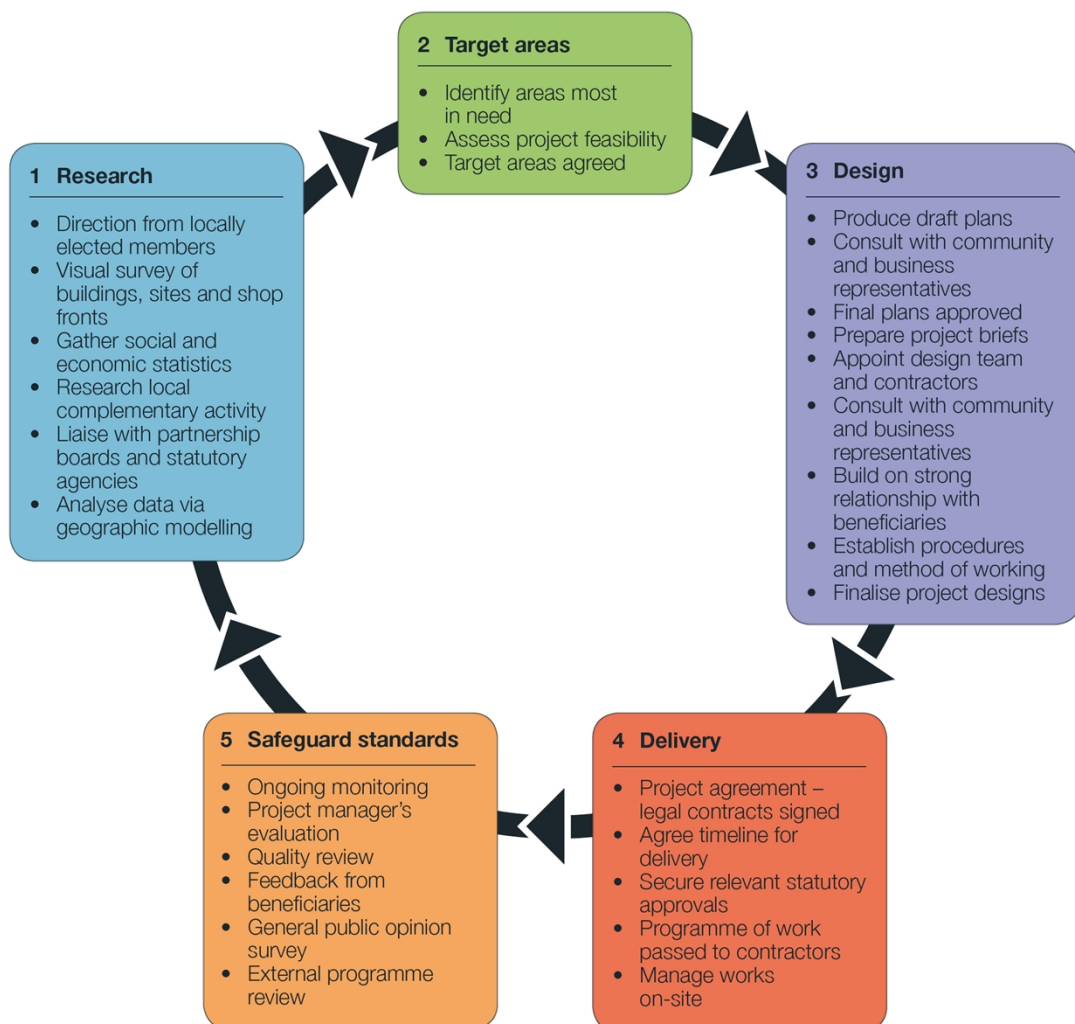 1 Research
• Direction from locally
elected members
• Visual survey of
buildings, sites and shop
fronts
• Gather social and
economic statistics
• Research local
complementary activity
• Liaise with partnership
boards and statutory
agencies
• Analyse data via
geographic modelling
2 Target areas
• Identify areas most
in need
• Assess project feasibility
• Target areas agreed
3 Design
• Produce draft plans
• Consult with community
and business
representatives
• Final plans approved
• Prepare project briefs
• Appoint design team
and contractors
• Consult with community
and business
representatives
• Build on strong
relationship with
beneficiaries
• Establish procedures
and method of working
• Finalise project designs
4 Delivery
• Project agreement –
legal contracts signed
• Agree timeline for
delivery
• Secure relevant statutory
approvals
• Programme of work
passed to contractors
• Manage works
on-site
5 Safeguard standards
• Ongoing monitoring
• Project manager's
evaluation
• Quality review
• Feedback from
beneficiaries
• General public opinion
survey
• External programme
review